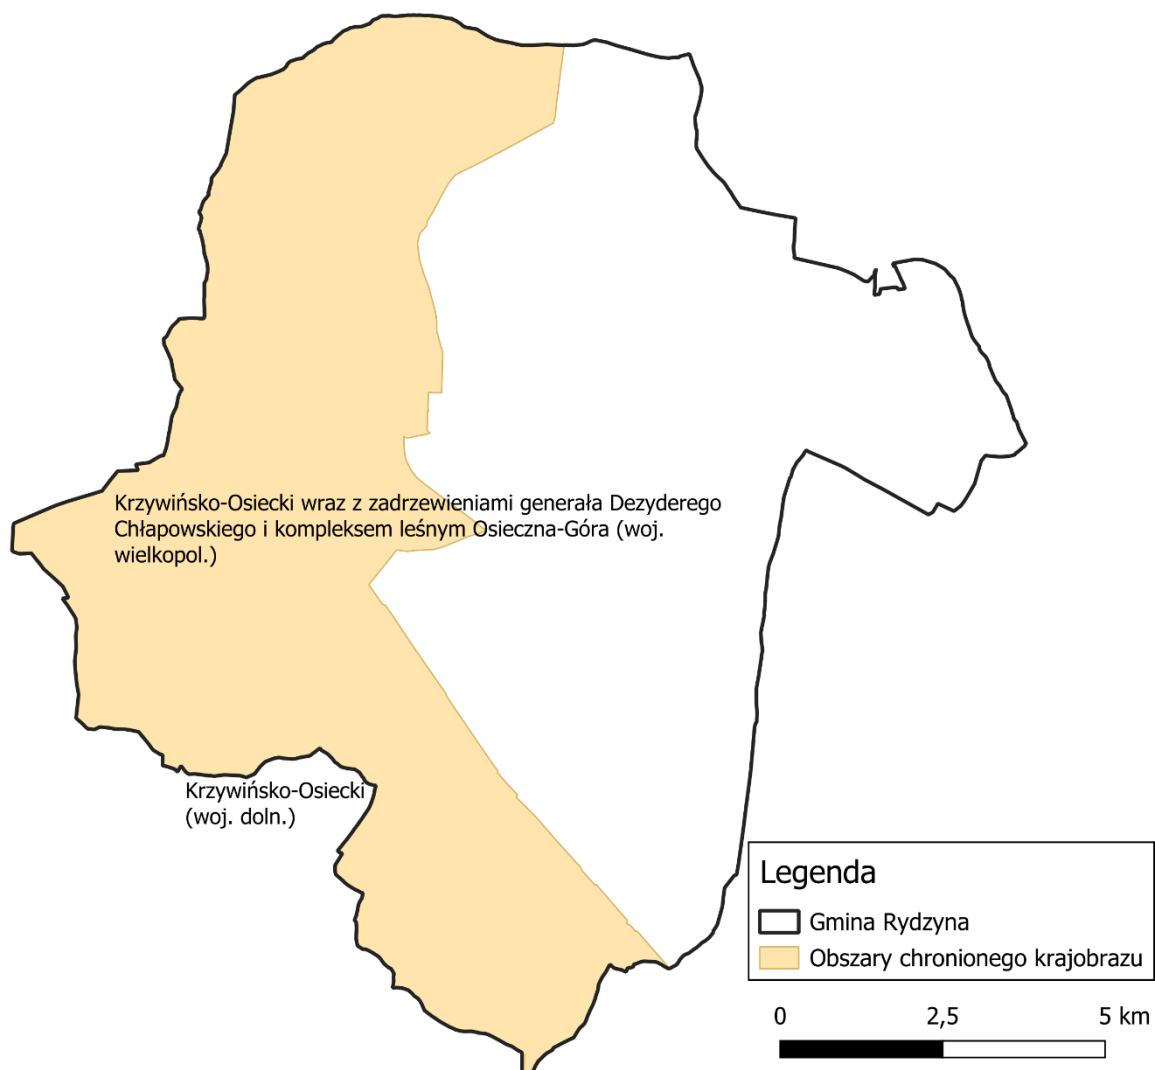 Krzywińsko-Osiecki wraz z zadrzewieniami generała Dezyderego
Chłapowskiego i kompleksem leśnym Osieczna-Góra (woj.
wielkopol.)
Krzywińsko-Osiecki
(woj. doln.)
Legenda
Gmina Rydzyna
Obszary chronionego krajobrazu
0 2,5 5 km